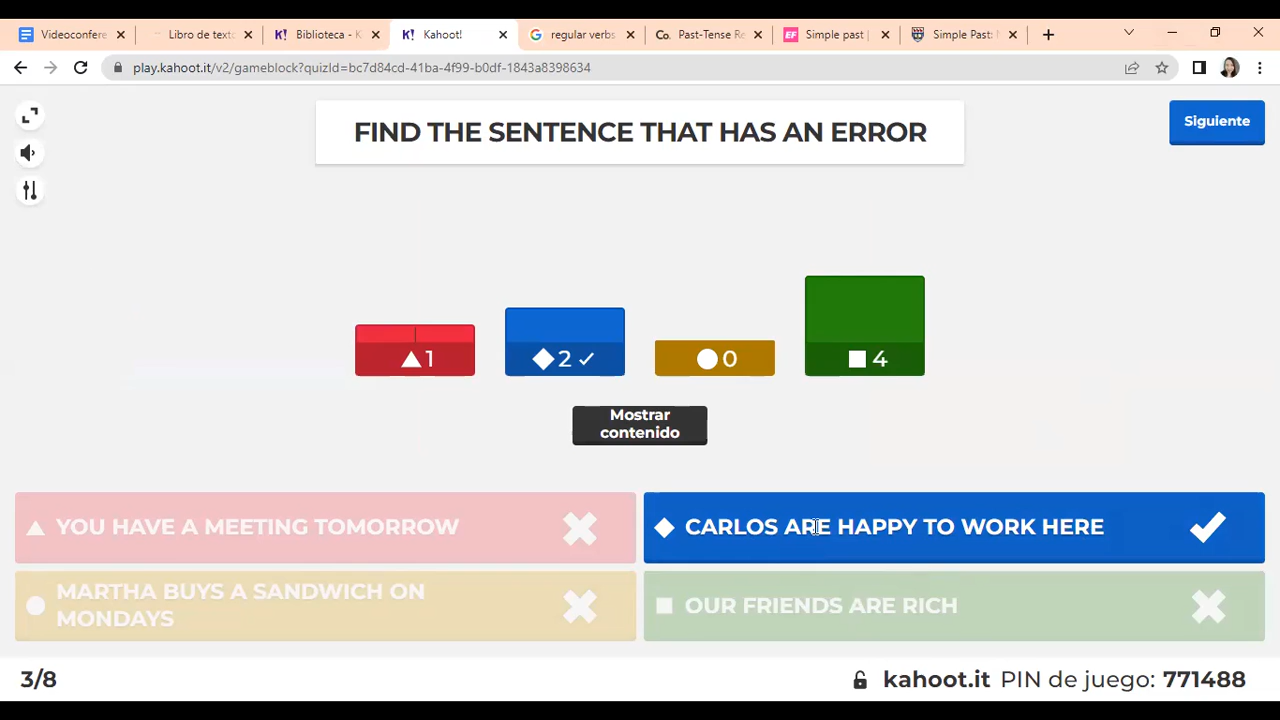 Videoconfere
Libro de texto
Biblioteca - K
Kahoot!
regular verbs
Past-Tense Re
Simple past |
Simple Past: N
play.kahoot.it/v2/gameblock?quizId=bc7d84cd-41ba-4f99-b0df-1843a8398634
FIND THE SENTENCE THAT HAS AN ERROR
Siguiente
1
2
0
4
Mostrar
contenido
YOU HAVE A MEETING TOMORROW
CARLOS ARE HAPPY TO WORK HERE
MARTHA BUYS A SANDWICH ON
MONDAYS
OUR FRIENDS ARE RICH
3/8
kahoot.it PIN de juego: 771488